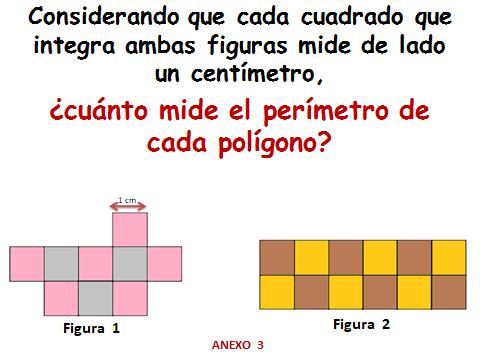 Considerando que cada cuadrado que
integra ambas figuras mide de lado
un centímetro,
¿cuánto mide el perímetro de
cada polígono?
1 cm
Figura 1
Figura 2
ANEXO 3